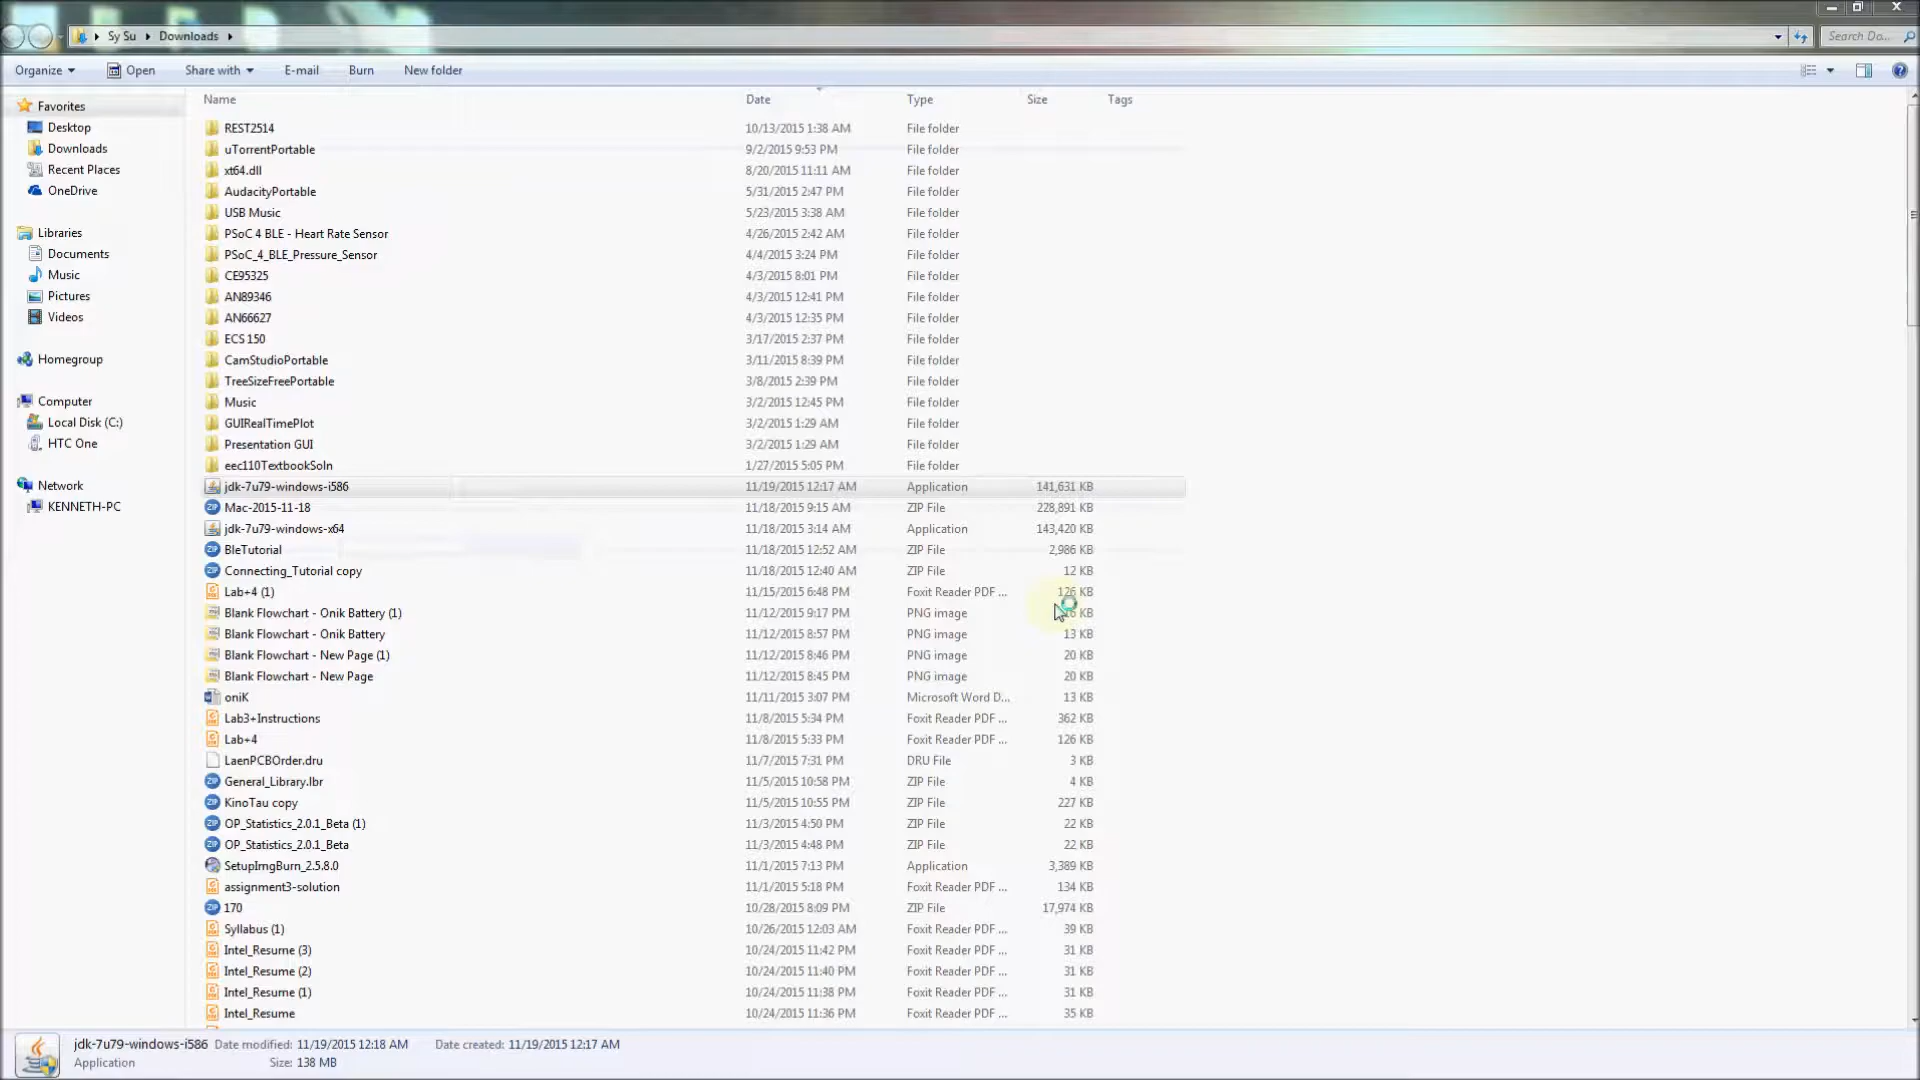 Sy Su Downloads
Search Do...
Organize Open Share with E-mail Burn New folder
Name Date Type Size Tags
Favorites
Desktop
Downloads
Recent Places
OneDrive
Libraries
Documents
Music
Pictures
Videos
Homegroup
Computer
Local Disk (C:)
HTC One
Network
KENNETH-PC
REST2514 10/13/2015 1:38 AM File folder
uTorrentPortable 9/2/2015 9:53 PM File folder
xt64.dll 8/20/2015 11:11 AM File folder
AudacityPortable 5/31/2015 2:47 PM File folder
USB Music 5/23/2015 3:38 AM File folder
PSoC 4 BLE - Heart Rate Sensor 4/26/2015 2:42 AM File folder
PSoC_4_BLE_Pressure_Sensor 4/4/2015 3:24 PM File folder
CE95325 4/3/2015 8:01 PM File folder
AN89346 4/3/2015 12:41 PM File folder
AN66627 4/3/2015 12:35 PM File folder
ECS 150 3/17/2015 2:37 PM File folder
CamStudioPortable 3/11/2015 8:39 PM File folder
TreeSizeFreePortable 3/8/2015 2:39 PM File folder
Music 3/2/2015 12:45 PM File folder
GUIRealTimePlot 3/2/2015 1:29 AM File folder
Presentation GUI 3/2/2015 1:29 AM File folder
eec110TextbookSoln 1/27/2015 5:05 PM File folder
jdk-7u79-windows-i586 11/19/2015 12:17 AM Application 141,631 KB
Mac-2015-11-18 11/18/2015 9:15 AM ZIP File 228,891 KB
jdk-7u79-windows-x64 11/18/2015 3:14 AM Application 143,420 KB
BleTutorial 11/18/2015 12:52 AM ZIP File 2,986 KB
Connecting_Tutorial copy 11/18/2015 12:40 AM ZIP File 12 KB
Lab+4 (1) 11/15/2015 6:48 PM Foxit Reader PDF ... 126 KB
Blank Flowchart - Onik Battery (1) 11/12/2015 9:17 PM PNG image KB
Blank Flowchart - Onik Battery 11/12/2015 8:57 PM PNG image 13 KB
Blank Flowchart - New Page (1) 11/12/2015 8:46 PM PNG image 20 KB
Blank Flowchart - New Page 11/12/2015 8:45 PM PNG image 20 KB
oniK 11/11/2015 3:07 PM Microsoft Word D... 13 KB
Lab3+Instructions 11/8/2015 5:34 PM Foxit Reader PDF ... 362 KB
Lab+4 11/8/2015 5:33 PM Foxit Reader PDF ... 126 KB
LaenPCBOrder.dru 11/7/2015 7:31 PM DRU File 3 KB
General_Library.lbr 11/5/2015 10:58 PM ZIP File 4 KB
KinoTau copy 11/5/2015 10:55 PM ZIP File 227 KB
OP_Statistics_2.0.1_Beta (1) 11/3/2015 4:50 PM ZIP File 22 KB
OP_Statistics_2.0.1_Beta 11/3/2015 4:48 PM ZIP File 22 KB
SetupImgBurn_2.5.8.0 11/1/2015 7:13 PM Application 3,389 KB
assignment3-solution 11/1/2015 5:18 PM Foxit Reader PDF ... 134 KB
170 10/28/2015 8:09 PM ZIP File 17,974 KB
Syllabus (1) 10/26/2015 12:03 AM Foxit Reader PDF ... 39 KB
Intel_Resume (3) 10/24/2015 11:42 PM Foxit Reader PDF ... 31 KB
Intel_Resume (2) 10/24/2015 11:40 PM Foxit Reader PDF ... 31 KB
Intel_Resume (1) 10/24/2015 11:38 PM Foxit Reader PDF ... 31 KB
Intel_Resume 10/24/2015 11:36 PM Foxit Reader PDF ... 35 KB
jdk-7u79-windows-i586 Date modified: 11/19/2015 12:18 AM Date created: 11/19/2015 12:17 AM
Application Size: 138 MB